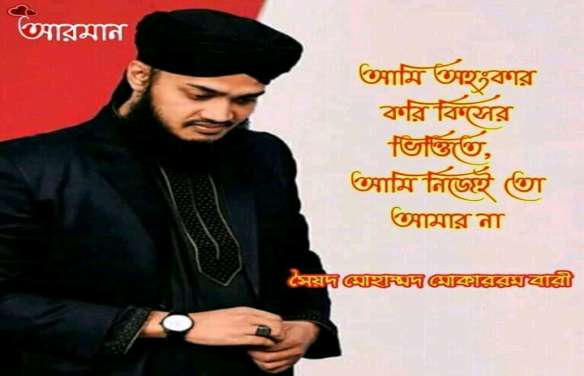 আরমান
আমি অহংকার
করি কিসের
ভিত্তিতে,
আমি নিজেই তো
আমার না
সৈয়দ মোহাম্মদ মোকাররম বারী